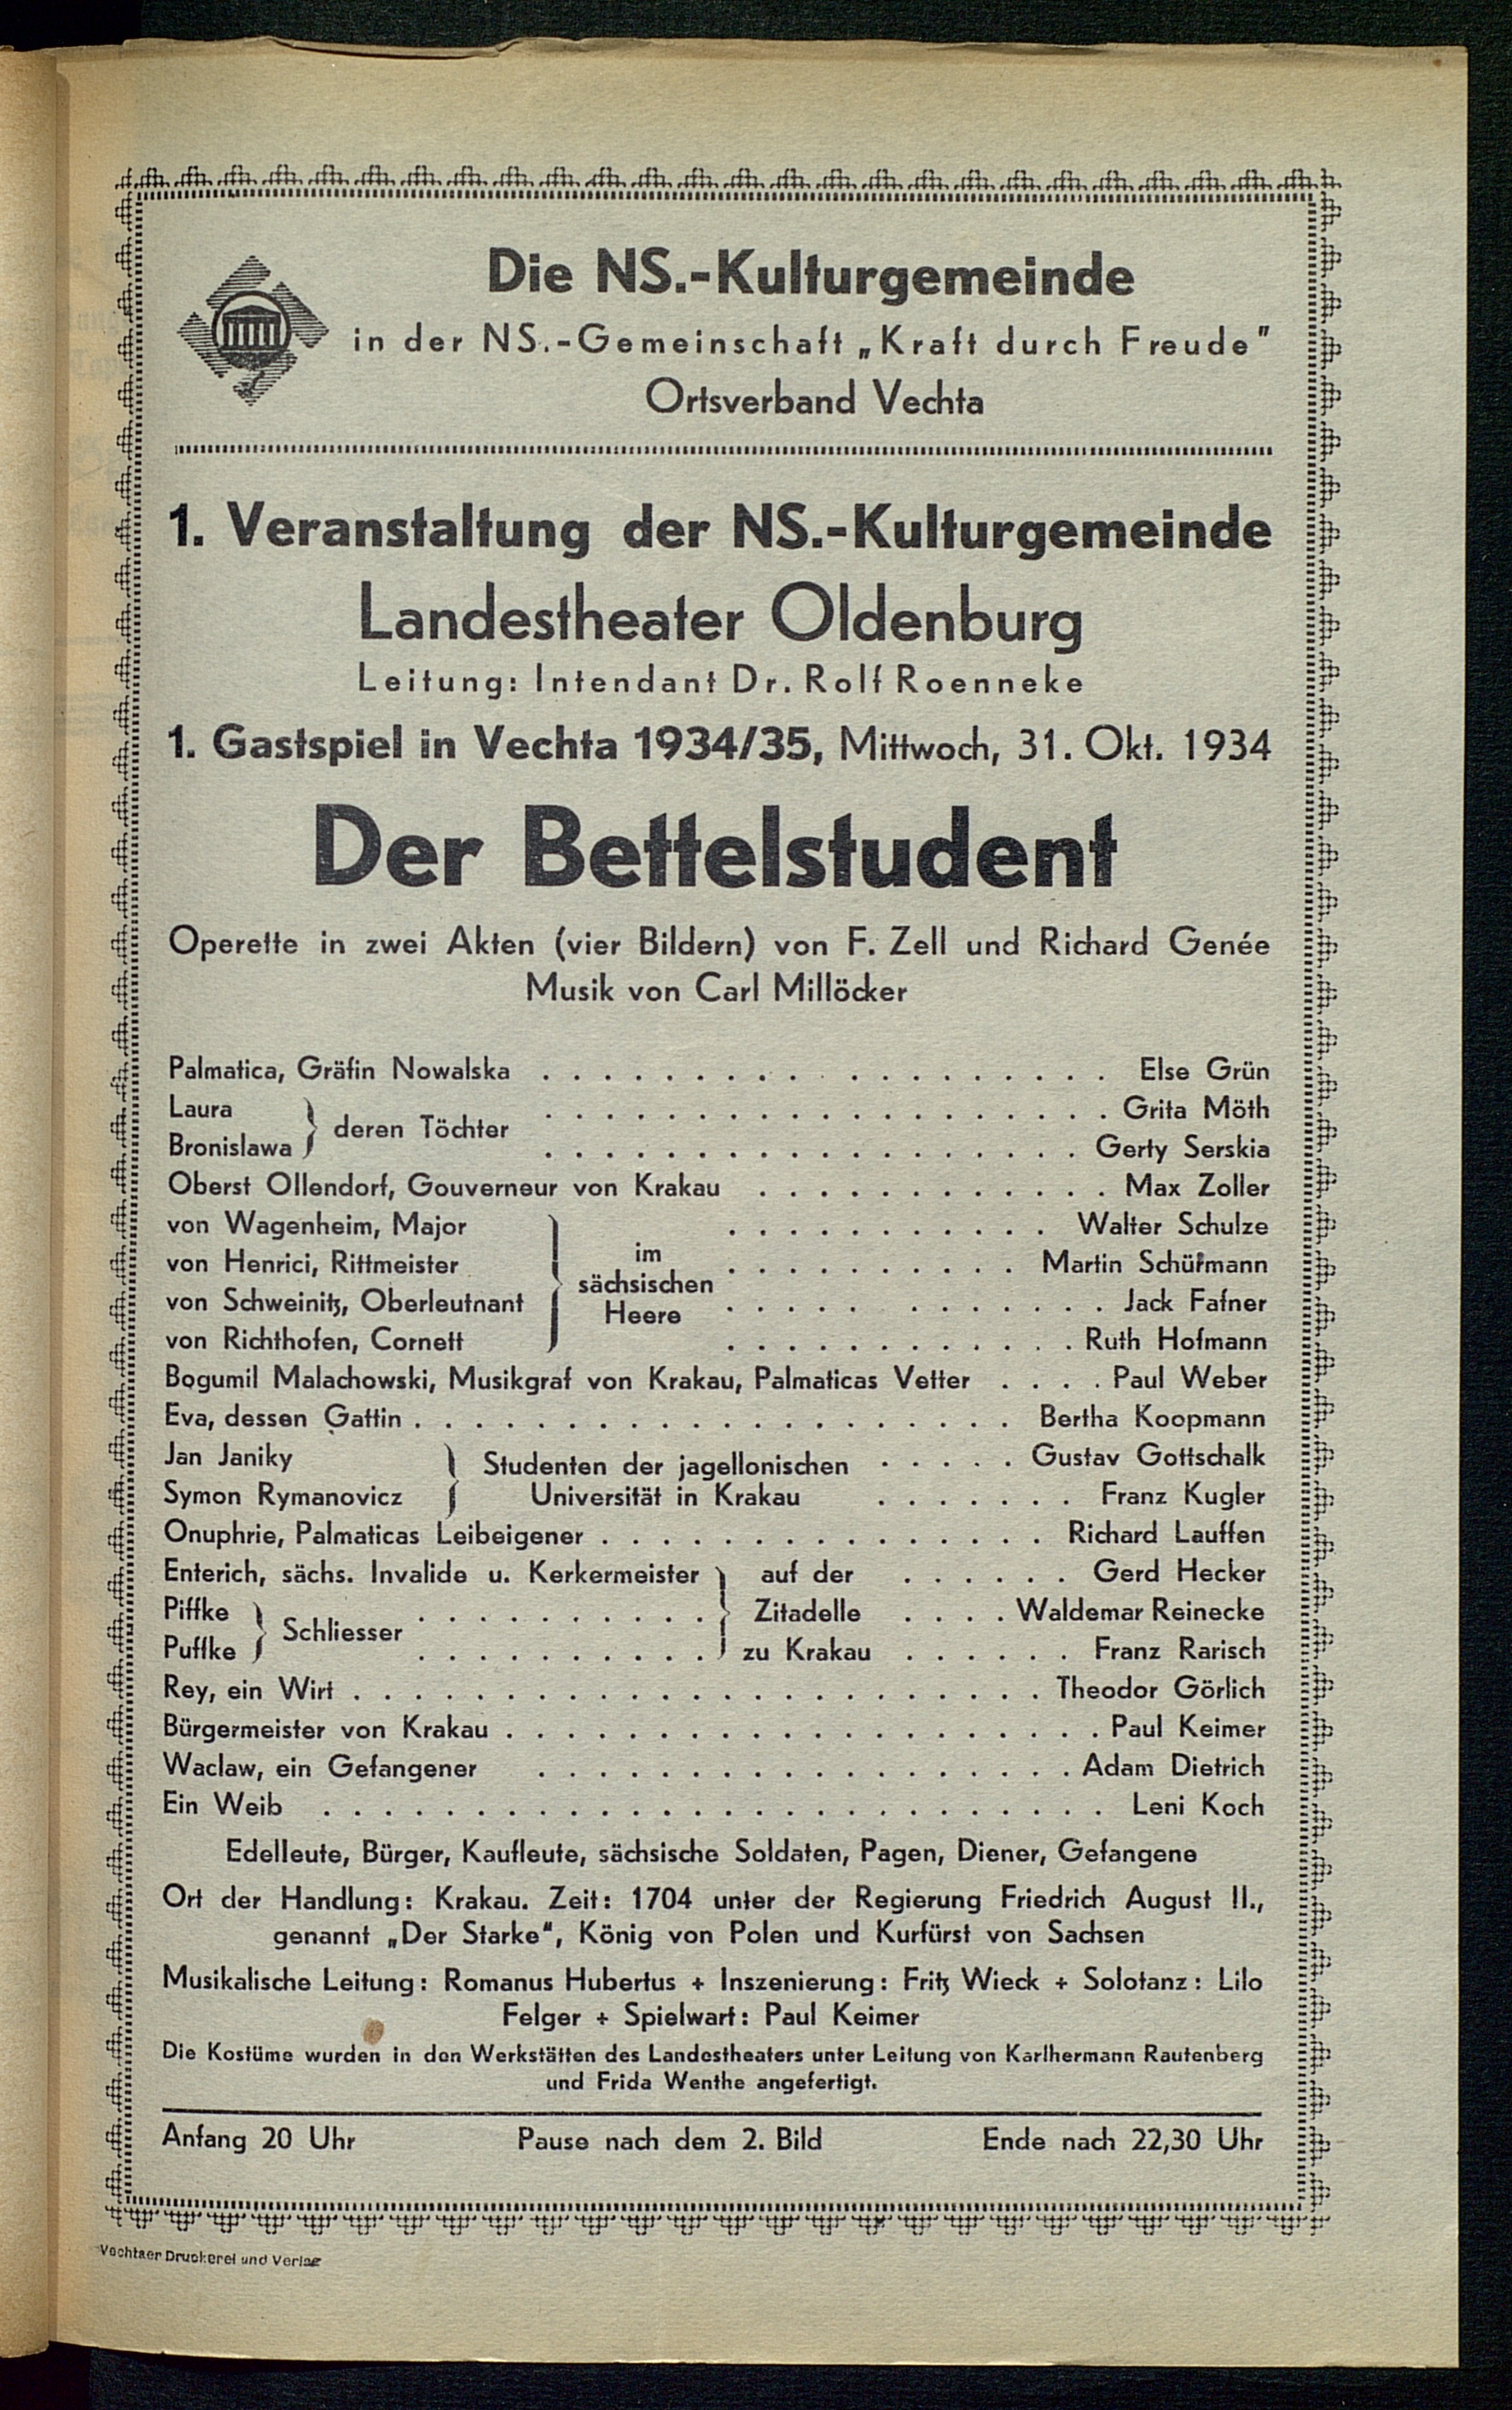 Die NS.-Kulturgemeinde
in der NS.-Gemeinschaft „Kraft durch Freude"
Ortsverband Vechta
1. Veranstaltung der NS.-Kulturgemeinde
Landestheater Oldenburg
Leitung: Intendant Dr. Rolf Roenneke
1. Gastspiel in Vechta 1934/35, Mittwoch, 31. Okt. 1934
Der Bettelstudent
Operette in zwei Akten (vier Bildern) von F. Zell und Richard Genée
Musik von Carl Millöcker
Palmatica, Gräfin Nowalska . . . . . . . . . . . . . . . . . . Else Grün
Laura } deren Töchter . . . . . . . . . . . . . . . . . . . Grita Möth
Bronislawa } . . . . . . . . . . . . . . . . . . Gerty Serskia
Oberst Ollendorf, Gouverneur von Krakau . . . . . . . . . . . . Max Zoller
von Wagenheim, Major } im sächsischen Heere . . . . . . . . . . . Walter Schulze
von Henrici, Rittmeister . . . . . . . . . . Martin Schürmann
von Schweinitz, Oberleutnant . . . . . . . . . . . . . Jack Fafner
von Richthofen, Cornett . . . . . . . . . . . . Ruth Hofmann
Bogumil Malachowski, Musikgraf von Krakau, Palmaticas Vetter . . . . Paul Weber
Eva, dessen Gattin . . . . . . . . . . . . . . . . . . . . Bertha Koopmann
Jan Janiky } Studenten der jagellonischen . . . . . Gustav Gottschalk
Symon Rymanovicz } Universität in Krakau . . . . . . . Franz Kugler
Onuphrie, Palmaticas Leibeigener . . . . . . . . . . . . . . . Richard Lauffen
Enterich, sächs. Invalide u. Kerkermeister } auf der . . . . . . Gerd Hecker
Piffke } Schliesser . . . . . . . . . . Zitadelle . . . . Waldemar Reinecke
Puffke } . . . . . . . . . . zu Krakau . . . . . . Franz Rarisch
Rey, ein Wirt . . . . . . . . . . . . . . . . . . . . . . . Theodor Görlich
Bürgermeister von Krakau . . . . . . . . . . . . . . . . . . . . Paul Keimer
Waclaw, ein Gefangener . . . . . . . . . . . . . . . . . . Adam Dietrich
Ein Weib . . . . . . . . . . . . . . . . . . . . . . . . . . Leni Koch
Edelleute, Bürger, Kaufleute, sächsische Soldaten, Pagen, Diener, Gefangene
Ort der Handlung: Krakau. Zeit: 1704 unter der Regierung Friedrich August II.,
genannt „Der Starke“, König von Polen und Kurfürst von Sachsen
Musikalische Leitung: Romanus Hubertus + Inszenierung: Fritz Wieck + Solotanz: Lilo
Felger + Spielwart: Paul Keimer
Die Kostüme wurden in den Werkstätten des Landestheaters unter Leitung von Karlhermann Rautenberg
und Frida Wenthe angefertigt.
Anfang 20 Uhr Pause nach dem 2. Bild Ende nach 22,30 Uhr
Vechtaer Druckerei und Verlag